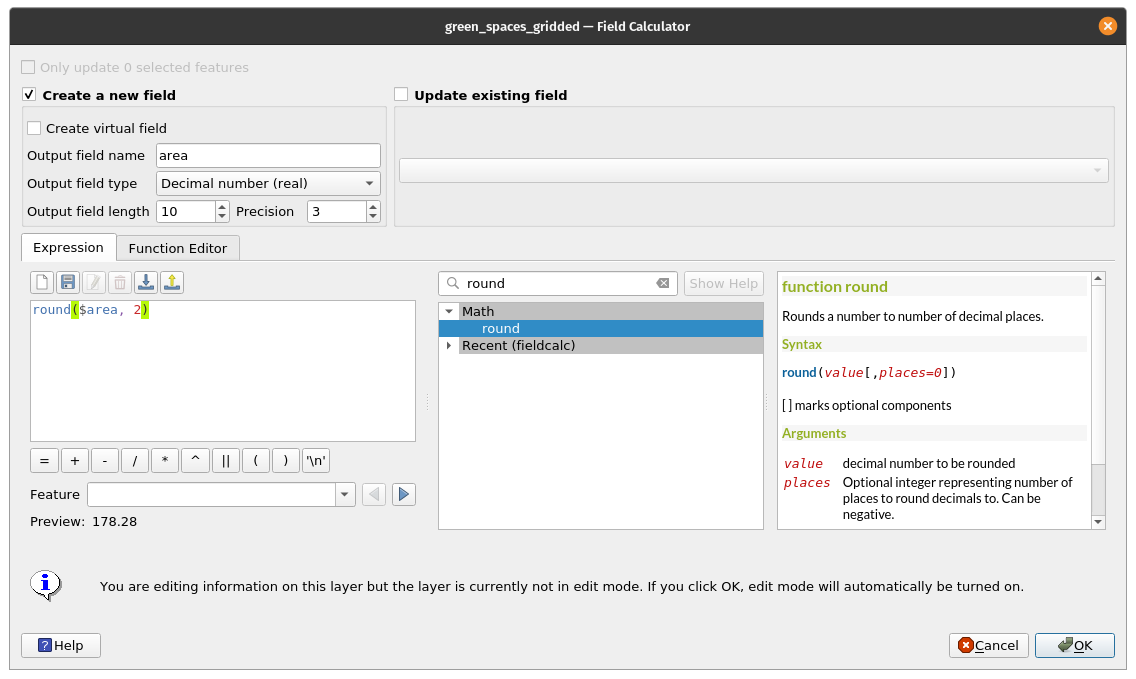 green_spaces_gridded — Field Calculator
Only update 0 selected features
Create a new field
Update existing field
Create virtual field
Output field name area
Output field type Decimal number (real)
Output field length 10 Precision 3
Expression Function Editor
round($area, 2)
= + - / * ^ || ( ) '\n'
Feature
Preview: 178.28
round Show Help
Math
round
Recent (fieldcalc)
function round
Rounds a number to number of decimal places.
Syntax
round(value[,places=0])
[ ] marks optional components
Arguments
value decimal number to be rounded
places Optional integer representing number of
places to round decimals to. Can be
negative.
You are editing information on this layer but the layer is currently not in edit mode. If you click OK, edit mode will automatically be turned on.
Help
Cancel
OK